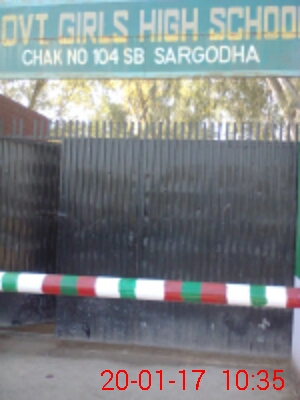 OVT GIRLS HIGH SCHOO
CHAK NO 104 SB SARGODHA
20-01-17 10:35